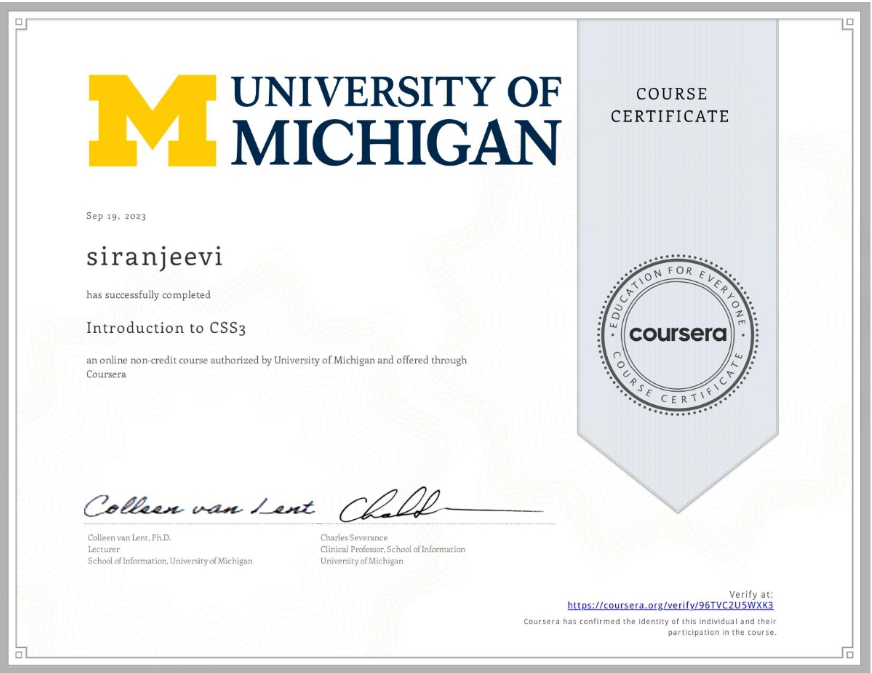 UNIVERSITY OF
MICHIGAN
COURSE
CERTIFICATE
Sep 19, 2023
siranjeevi
has successfully completed
Introduction to CSS3
an online non-credit course authorized by University of Michigan and offered through
Coursera
EDUCATION FOR EVERYONE
coursera
COURSE CERTIFICATE
Colleen van Lent
Colleen van Lent, Ph.D.
Lecturer
School of Information, University of Michigan
Charles Severance
Clinical Professor, School of Information
University of Michigan
Verify at:
https://coursera.org/verify/96TVC2U5WXK3
Coursera has confirmed the identity of this individual and their
participation in the course.